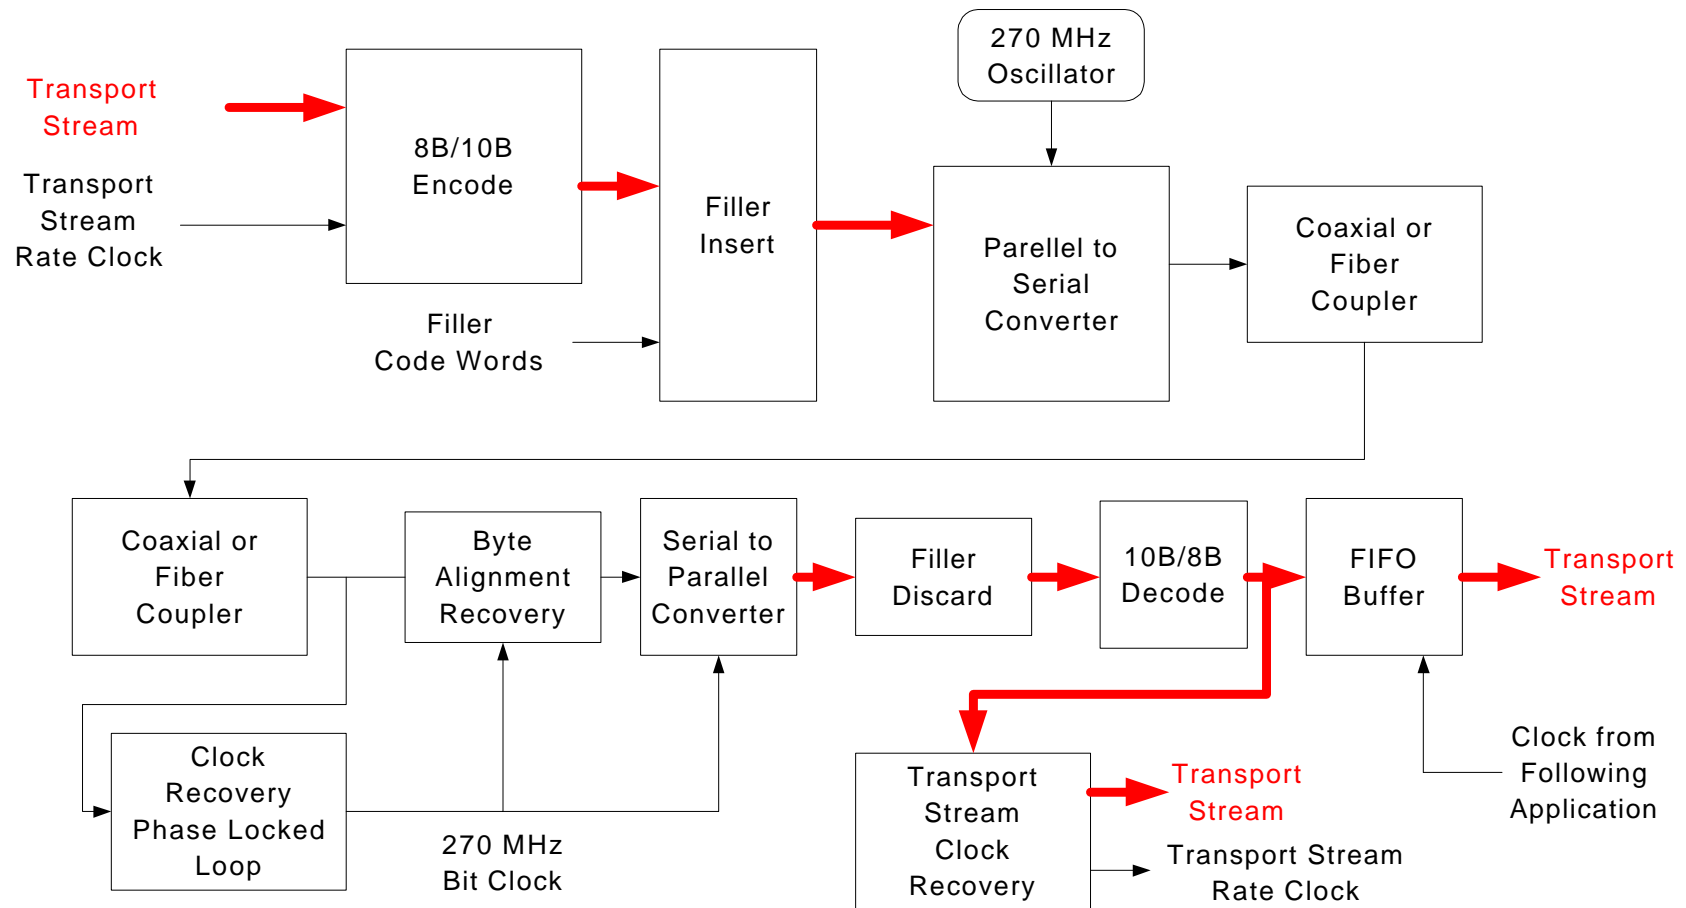 270 MHz
Oscillator
Transport
Stream
8B/10B
Encode
Transport
Stream
Rate Clock
Filler
Insert
Parellel to
Serial
Converter
Coaxial or
Fiber
Coupler
Filler
Code Words
Coaxial or
Fiber
Coupler
Byte
Alignment
Recovery
Serial to
Parallel
Converter
Filler
Discard
10B/8B
Decode
FIFO
Buffer
Transport
Stream
Clock
Recovery
Phase Locked
Loop
270 MHz
Bit Clock
Transport
Stream
Clock
Recovery
Transport
Stream
Transport Stream
Rate Clock
Clock from
Following
Application